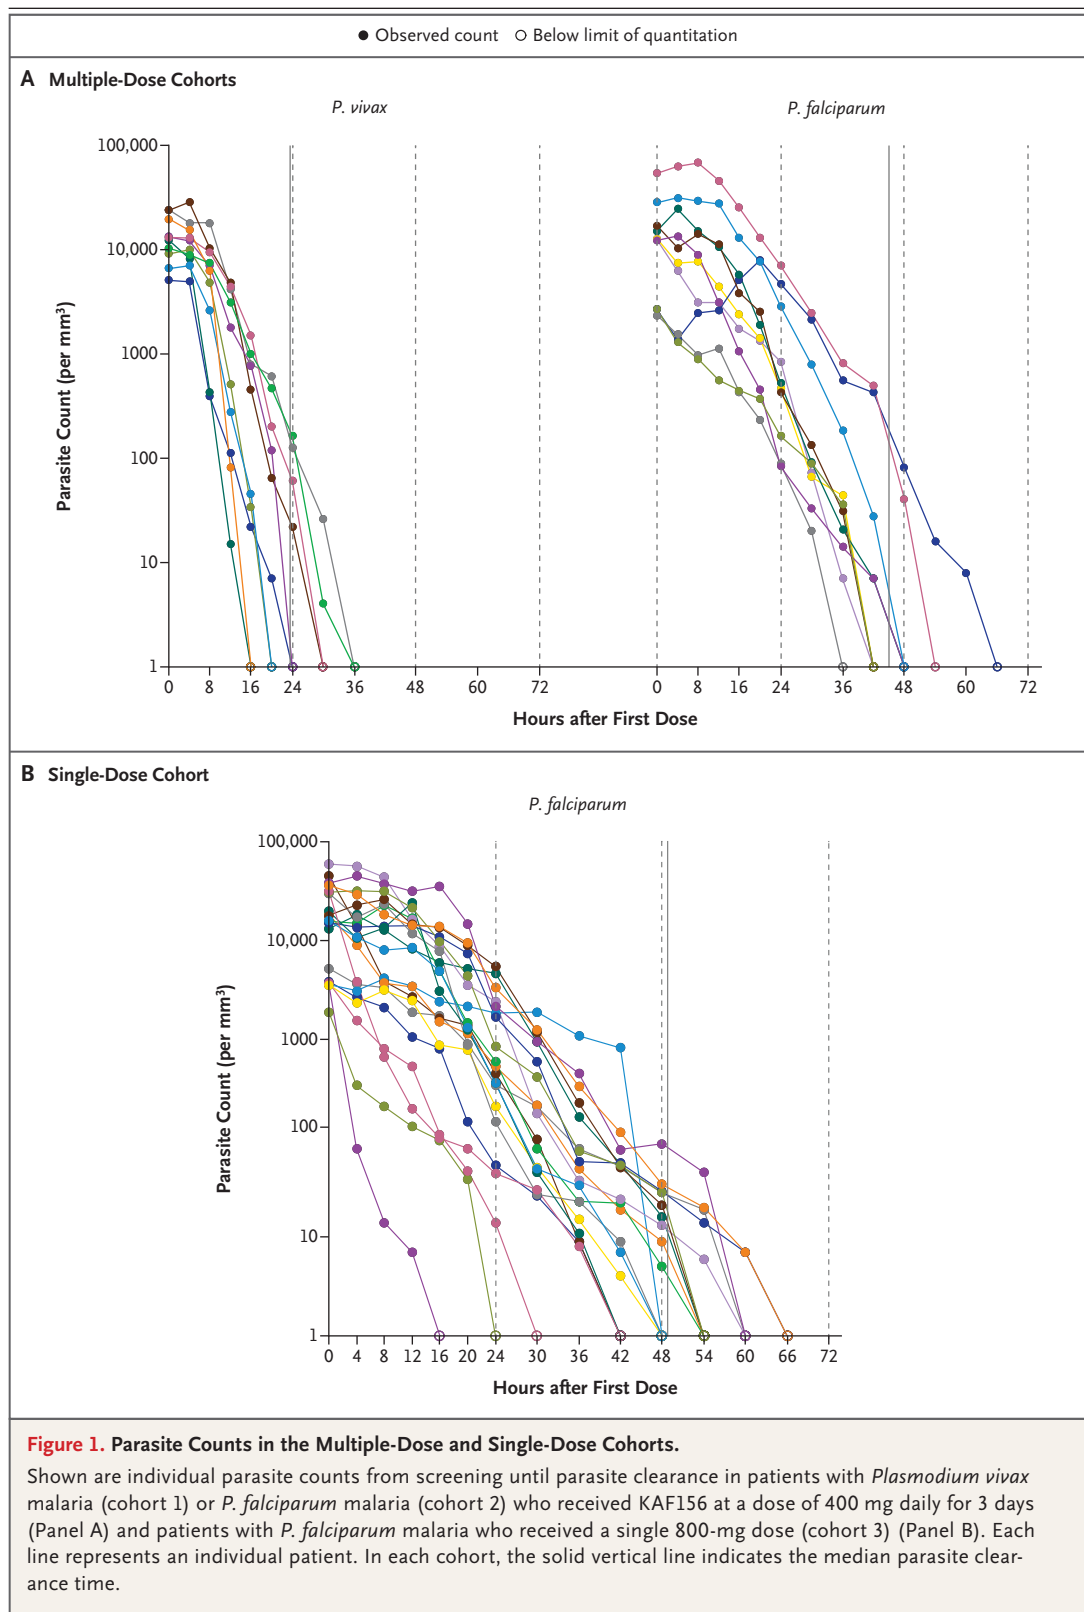 ● Observed count ○ Below limit of quantitation
A Multiple-Dose Cohorts
P. vivax
P. falciparum
100,000
10,000
1000
100
10
1
Parasite Count (per mm³)
0 8 16 24 36 48 60 72
0 8 16 24 36 48 60 72
Hours after First Dose
B Single-Dose Cohort
P. falciparum
100,000
10,000
1000
100
10
1
Parasite Count (per mm³)
0 4 8 12 16 20 24 30 36 42 48 54 60 66 72
Hours after First Dose
Figure 1. Parasite Counts in the Multiple-Dose and Single-Dose Cohorts.
Shown are individual parasite counts from screening until parasite clearance in patients with Plasmodium vivax
malaria (cohort 1) or P. falciparum malaria (cohort 2) who received KAF156 at a dose of 400 mg daily for 3 days
(Panel A) and patients with P. falciparum malaria who received a single 800-mg dose (cohort 3) (Panel B). Each
line represents an individual patient. In each cohort, the solid vertical line indicates the median parasite clear-
ance time.